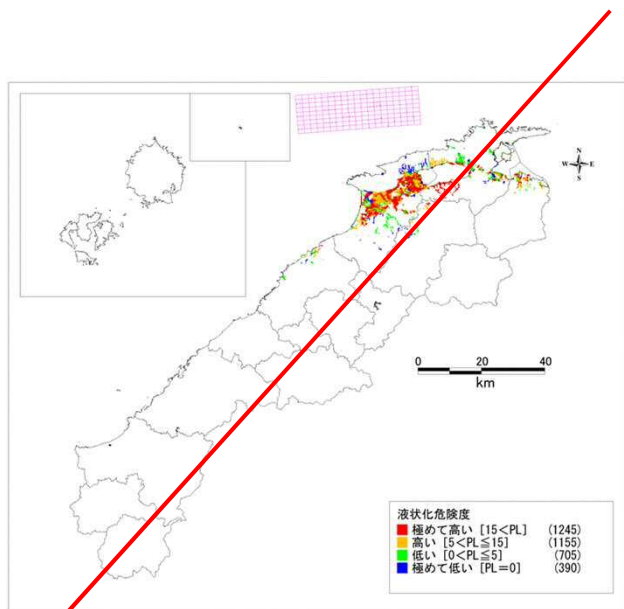 N
W E
S
0 20 40
km
液状化危険度
極めて高い [15<PL] (1245)
高い [5<PL≦15] (1155)
低い [0<PL≦5] (705)
極めて低い [PL=0] (390)